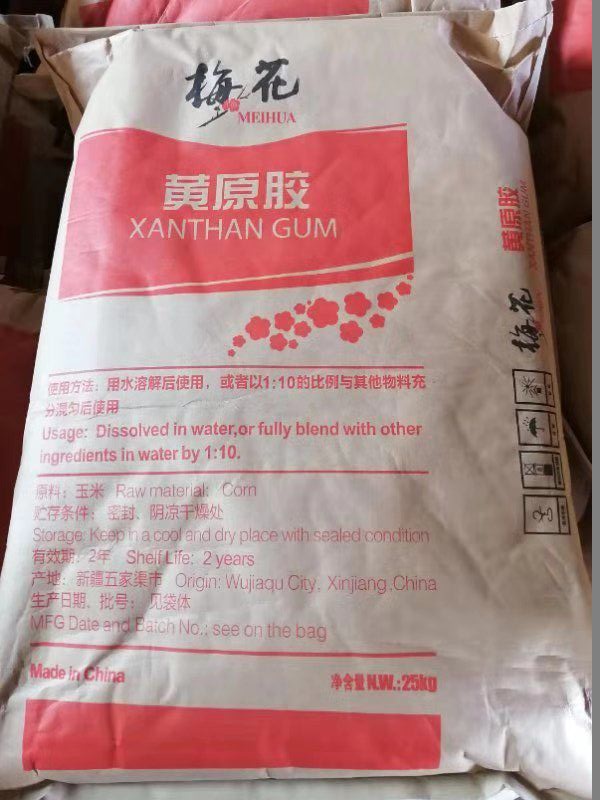 梅花
MEIHUA
黄原胶
XANTHAN GUM
使用方法：用水溶解后使用，或者以1:10的比例与其他物料充
分混匀后使用
Usage: Dissolved in water,or fully blend with other
ingredients in water by 1:10.
原料：玉米 Raw material: Corn
贮存条件：密封、阴凉干燥处
Storage: Keep in a cool and dry place with sealed condition
有效期：2年 Shelf Life: 2 years
产地：新疆五家渠市 Origin: Wujiaqu City, Xinjiang,China
生产日期、批号：见袋体
MFG Date and Batch No.: see on the bag
Made in China
净含量N.W.:25kg
黄原胶
XANTHAN GUM
梅花
MEIHUA